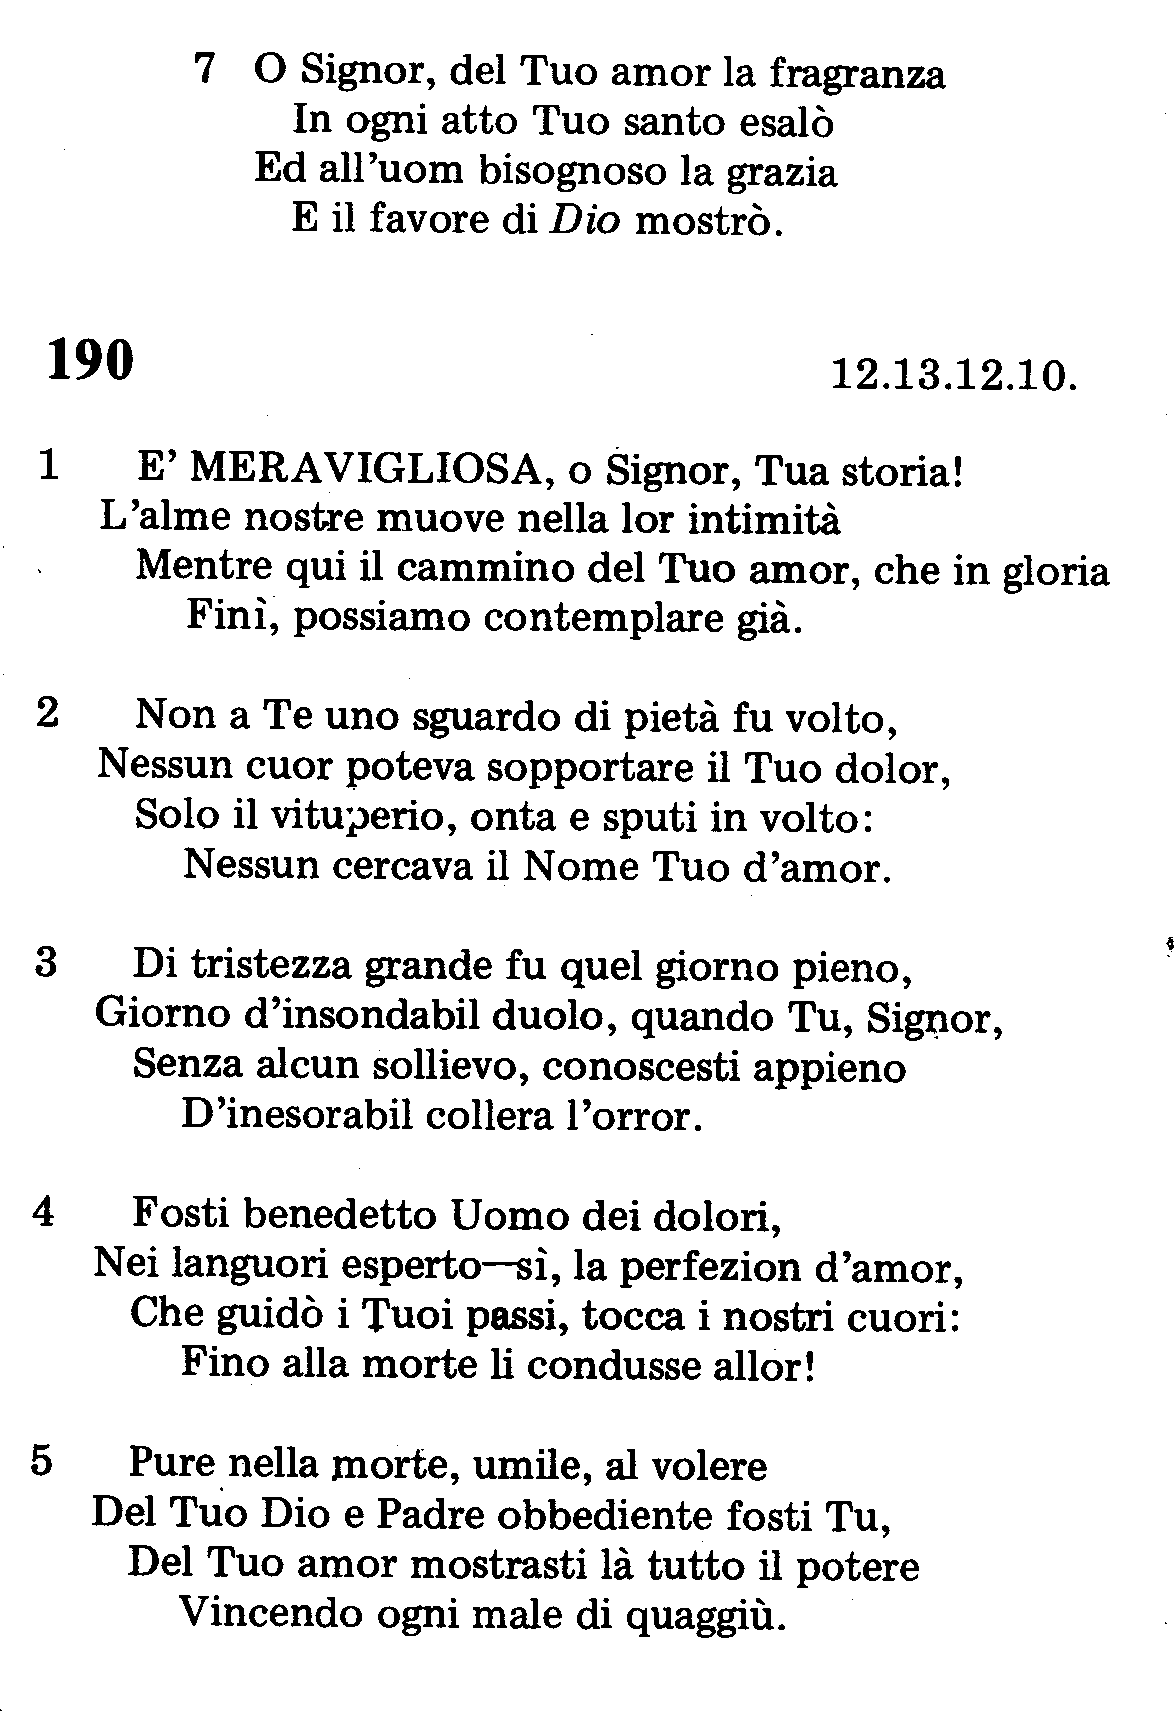 7 O Signor, del Tuo amor la fragranza
In ogni atto Tuo santo esalò
Ed all'uom bisognoso la grazia
E il favore di Dio mostrò.
190 12.13.12.10.
1 E' MERAVIGLIOSA, o Signor, Tua storia!
L'alme nostre muove nella lor intimità
Mentre qui il cammino del Tuo amor, che in gloria
Finì, possiamo contemplare già.
2 Non a Te uno sguardo di pietà fu volto,
Nessun cuor poteva sopportare il Tuo dolor,
Solo il vituperio, onta e sputi in volto:
Nessun cercava il Nome Tuo d'amor.
3 Di tristezza grande fu quel giorno pieno,
Giorno d'insondabil duolo, quando Tu, Signor,
Senza alcun sollievo, conoscesti appieno
D'inesorabil collera l'orror.
4 Fosti benedetto Uomo dei dolori,
Nei languori esperto—sì, la perfezion d'amor,
Che guidò i Tuoi passi, tocca i nostri cuori:
Fino alla morte li condusse allor!
5 Pure nella morte, umile, al volere
Del Tuo Dio e Padre obbediente fosti Tu,
Del Tuo amor mostrasti là tutto il potere
Vincendo ogni male di quaggiù.